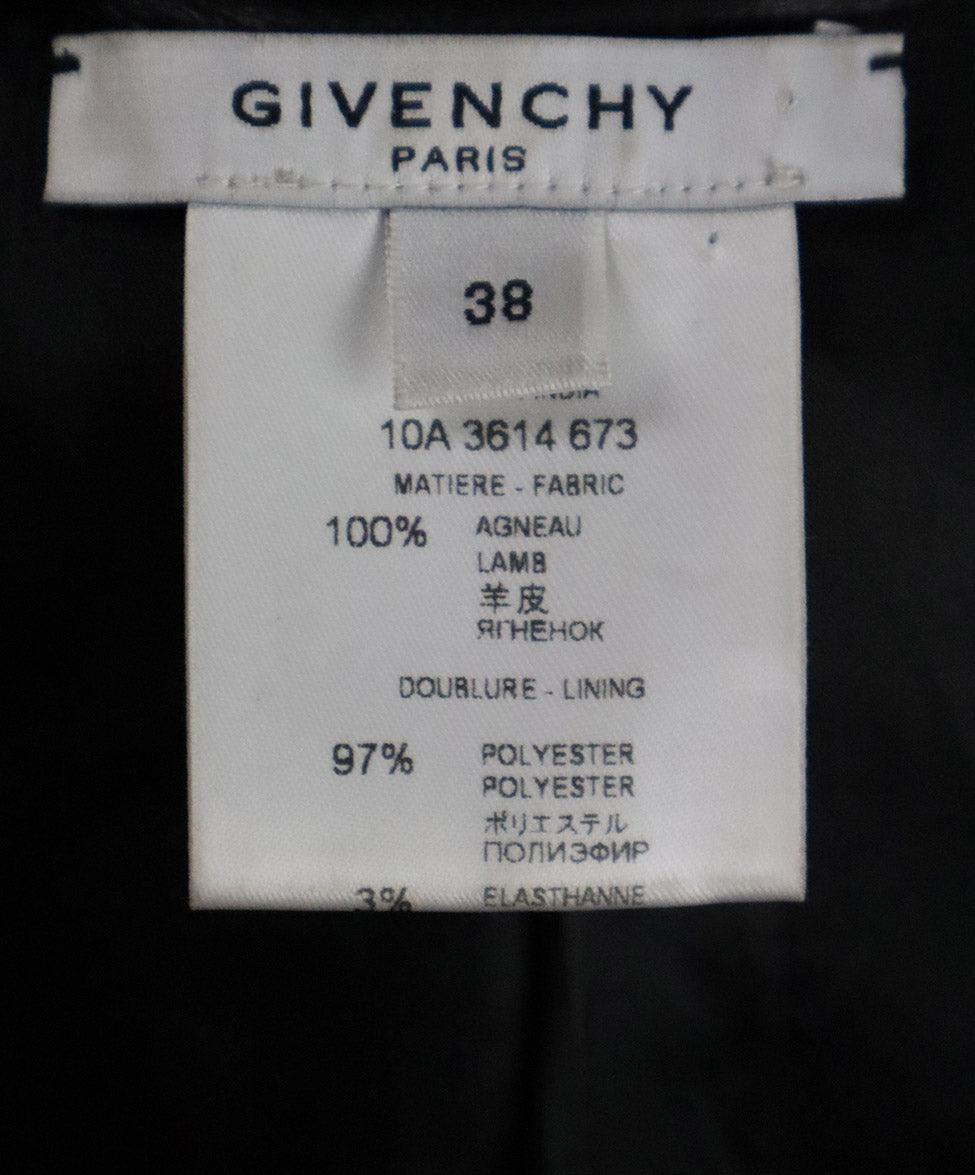 GIVENCHY
PARIS
38
INDIA
10A 3614 673
MATIERE - FABRIC
100% AGNEAU
LAMB
羊皮
ЯГНЕНОК
DOUBLURE - LINING
97% POLYESTER
POLYESTER
ポリエステル
ПОЛИЭФИР
3% ELASTHANNE